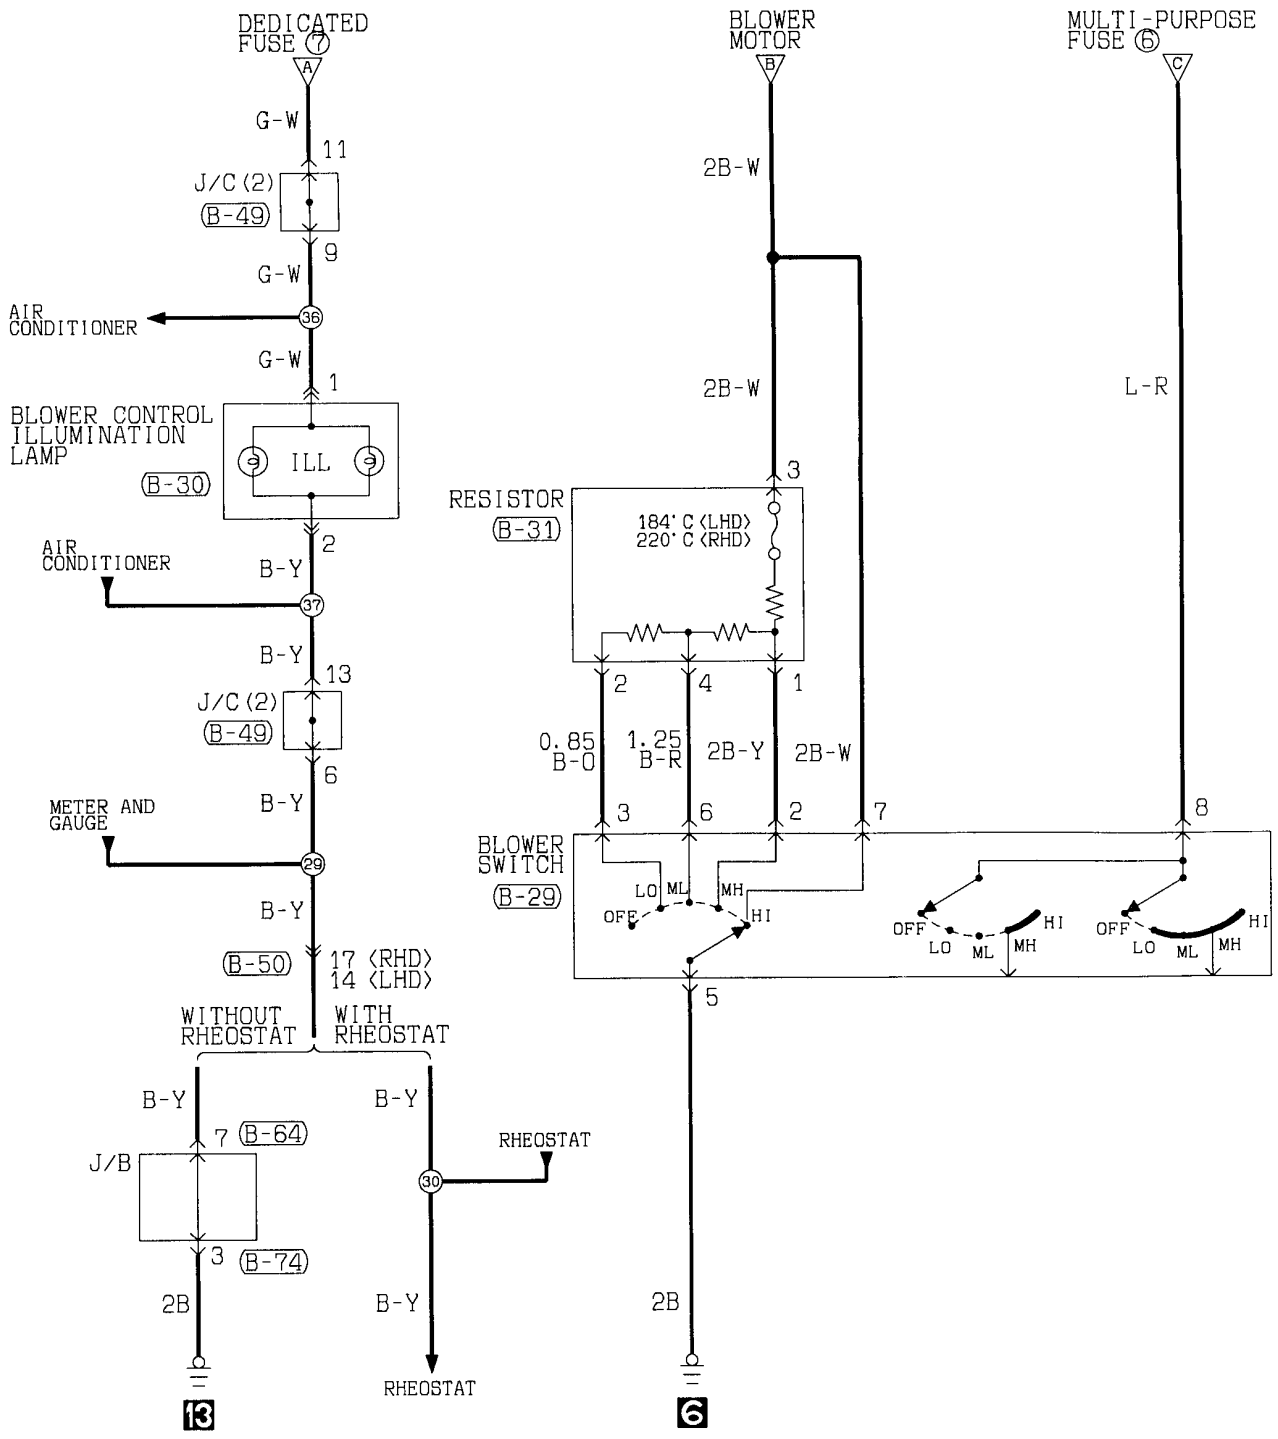 DEDICATED
FUSE ⑦
A
G-W
11
J/C(2)
B-49
9
G-W
AIR
CONDITIONER
36
G-W
1
BLOWER CONTROL
ILLUMINATION
LAMP
ILL
B-30
2
AIR
CONDITIONER
B-Y
37
B-Y
13
J/C(2)
B-49
6
METER AND
GAUGE
B-Y
29
B-Y
B-50
17 <RHD>
14 <LHD>
WITHOUT
RHEOSTAT
WITH
RHEOSTAT
B-Y
7
B-64
J/B
3
B-74
2B
13
B-Y
RHEOSTAT
30
B-Y
RHEOSTAT
BLOWER
MOTOR
B
2B-W
2B-W
3
RESISTOR
B-31
184°C <LHD>
220°C <RHD>
2
4
1
0.85
B-O
1.25
B-R
2B-Y
2B-W
3
6
2
7
BLOWER
SWITCH
B-29
OFF
LO
ML
MH
HI
5
2B
6
MULTI-PURPOSE
FUSE ⑥
C
L-R
8
OFF
LO
ML
MH
HI
OFF
LO
ML
MH
HI